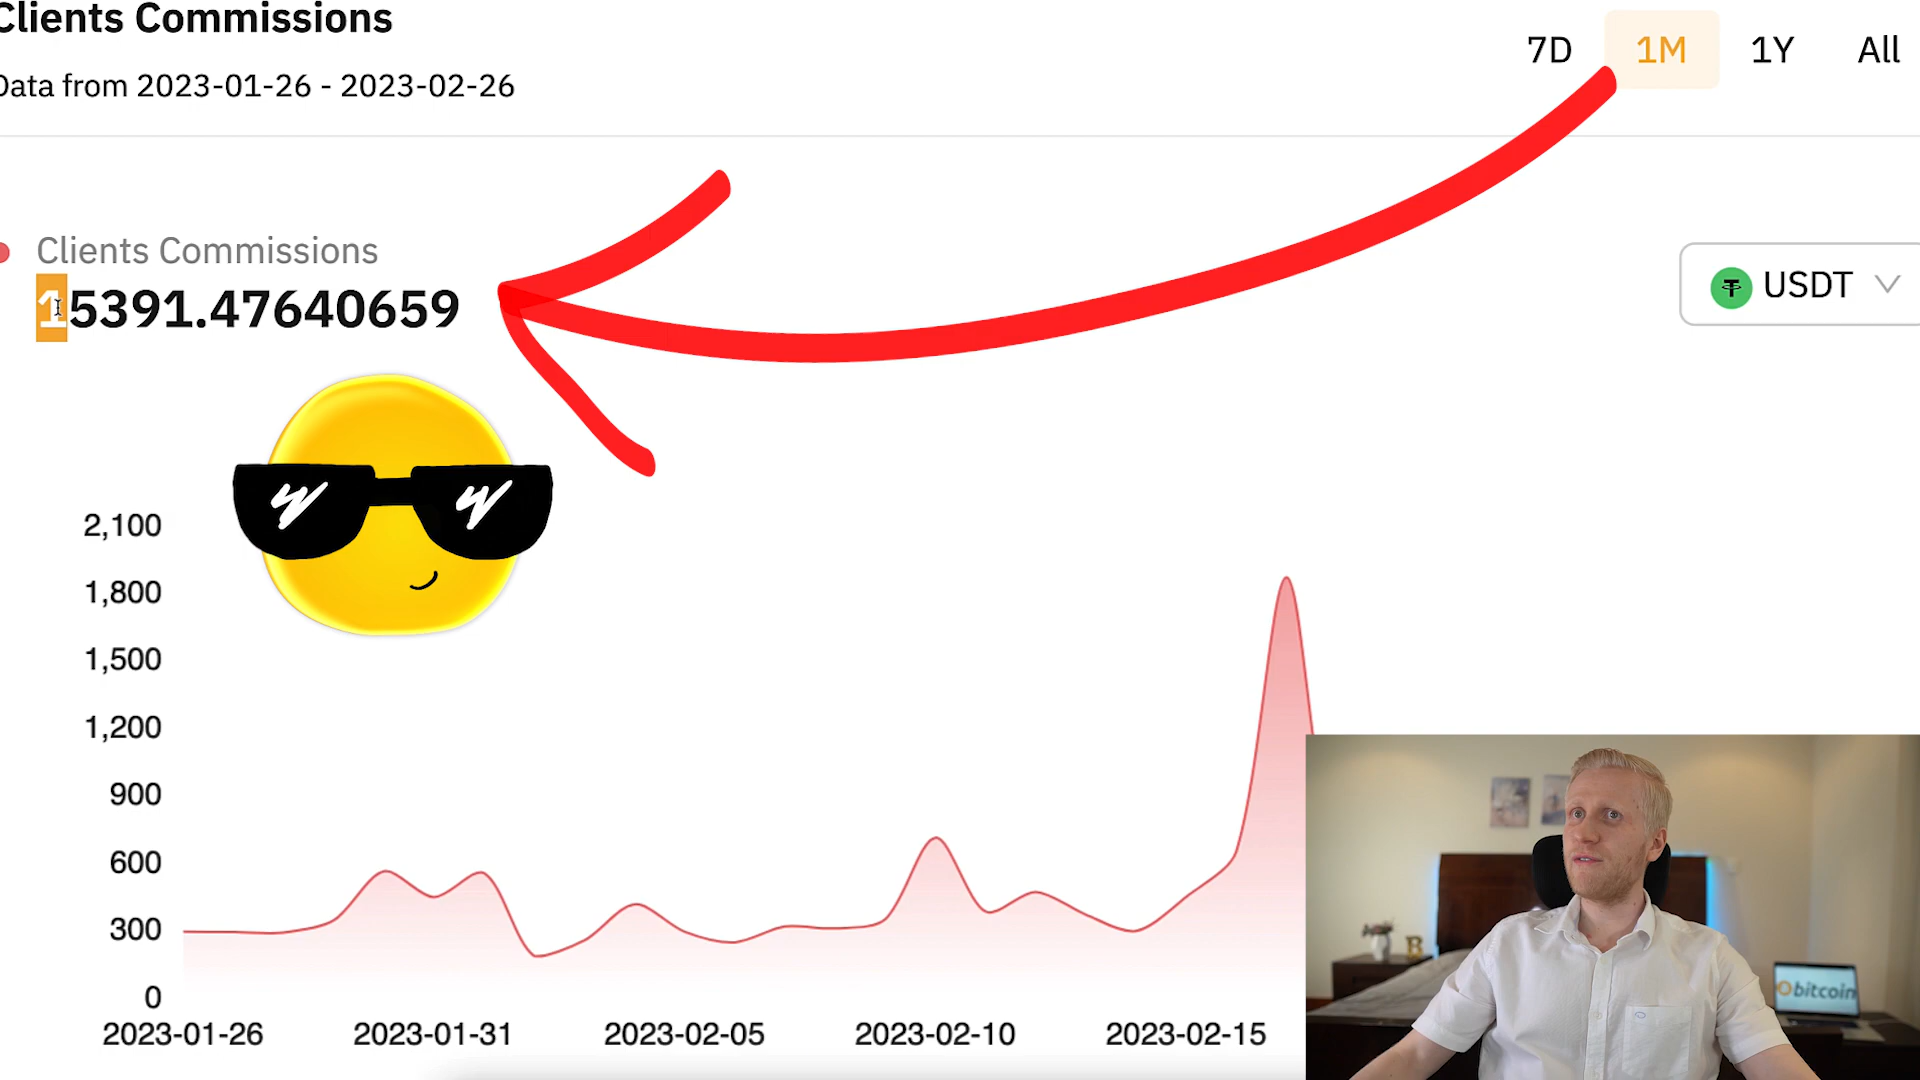 Clients Commissions
7D 1M 1Y All
Data from 2023-01-26 - 2023-02-26
Clients Commissions
15391.47640659
USDT
2,100
1,800
1,500
1,200
900
600
300
0
2023-01-26 2023-01-31 2023-02-05 2023-02-10 2023-02-15
B
bitcoin